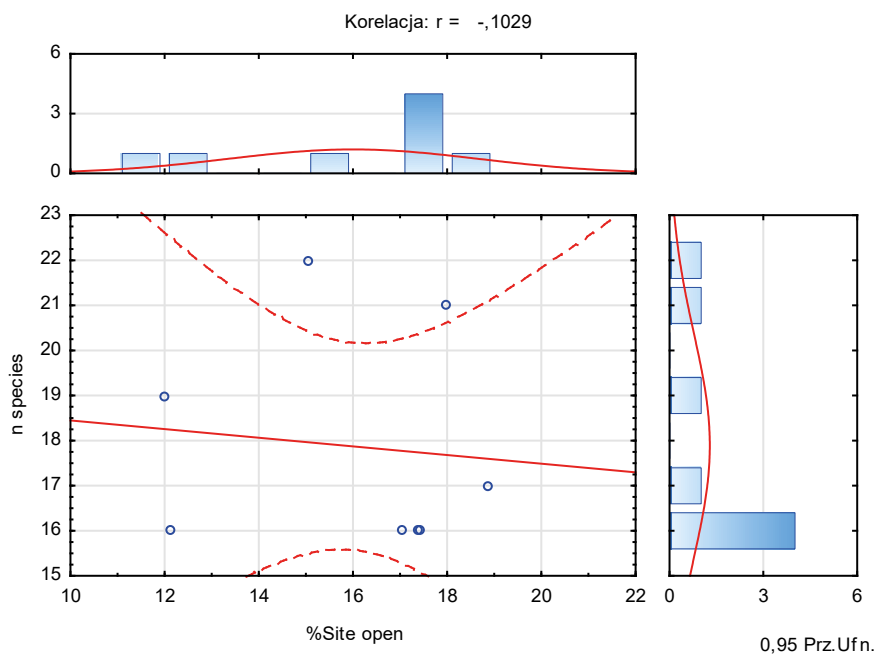 Korelacja: r = -,1029
6
3
0
23
22
21
20
19
18
17
16
15
n species
10 12 14 16 18 20 22
%Site open
0 3 6
0,95 Prz.Ufn.